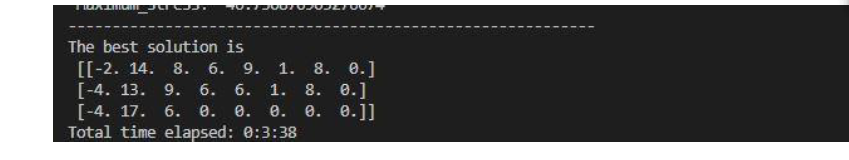 ---------------------------------------------------------
The best solution is
[[-2. 14. 8. 6. 9. 1. 8. 0.]
[-4. 13. 9. 6. 6. 1. 8. 0.]
[-4. 17. 6. 0. 0. 0. 0. 0.]]
Total time elapsed: 0:3:38